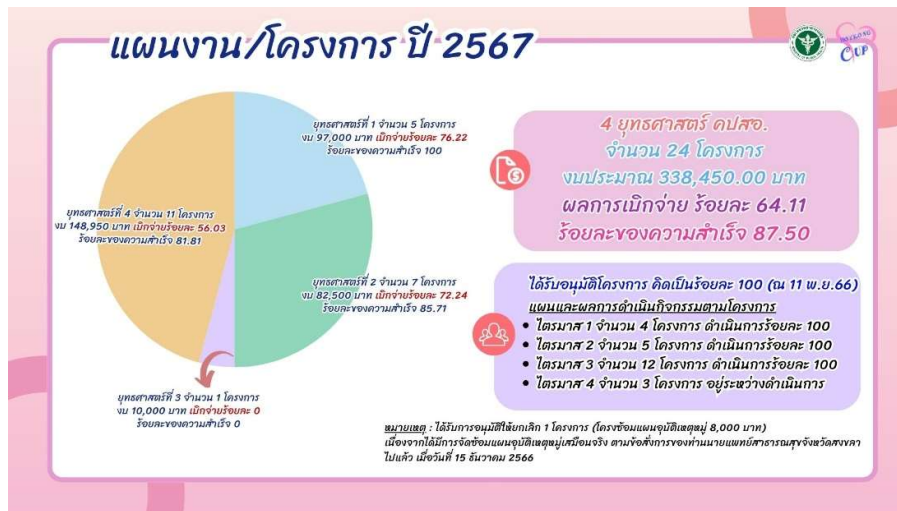 แผนงาน/โครงการ ปี 2567
CUP
ยุทธศาสตร์ที่ 1 จำนวน 5 โครงการ
งบ 97,000 บาท เบิกจ่ายร้อยละ 76.22
ร้อยละของความสำเร็จ 100
ยุทธศาสตร์ที่ 4 จำนวน 11 โครงการ
งบ 148,950 บาท เบิกจ่ายร้อยละ 56.03
ร้อยละของความสำเร็จ 81.81
ยุทธศาสตร์ที่ 2 จำนวน 7 โครงการ
งบ 82,500 บาท เบิกจ่ายร้อยละ 72.24
ร้อยละของความสำเร็จ 85.71
ยุทธศาสตร์ที่ 3 จำนวน 1 โครงการ
งบ 10,000 บาท เบิกจ่ายร้อยละ 0
ร้อยละของความสำเร็จ 0
4 ยุทธศาสตร์ คปสอ.
จำนวน 24 โครงการ
งบประมาณ 338,450.00 บาท
ผลการเบิกจ่าย ร้อยละ 64.11
ร้อยละของความสำเร็จ 87.50
ได้รับอนุมัติโครงการ คิดเป็นร้อยละ 100 (ณ 11 พ.ย.66)
แผนและผลการดำเนินกิจกรรมตามโครงการ
• ไตรมาส 1 จำนวน 4 โครงการ ดำเนินการร้อยละ 100
• ไตรมาส 2 จำนวน 5 โครงการ ดำเนินการร้อยละ 100
• ไตรมาส 3 จำนวน 12 โครงการ ดำเนินการร้อยละ 100
• ไตรมาส 4 จำนวน 3 โครงการ อยู่ระหว่างดำเนินการ
หมายเหตุ : ได้รับการอนุมัติให้ยกเลิก 1 โครงการ (โครงซ้อมแผนอุบัติเหตุหมู่ 8,000 บาท)
เนื่องจากได้มีการจัดซ้อมแผนอุบัติเหตุหมู่เสมือนจริง ตามข้อสั่งการของท่านนายแพทย์สาธารณสุขจังหวัดสงขลา
ไปแล้ว เมื่อวันที่ 15 ธันวาคม 2566